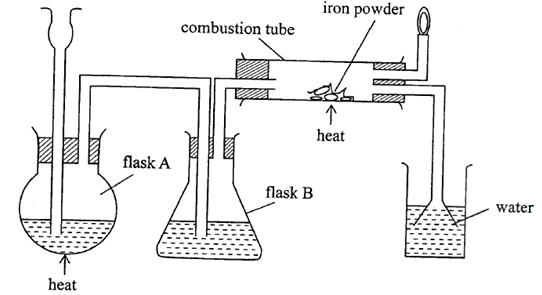 iron powder
combustion tube
heat
flask A
flask B
water
heat